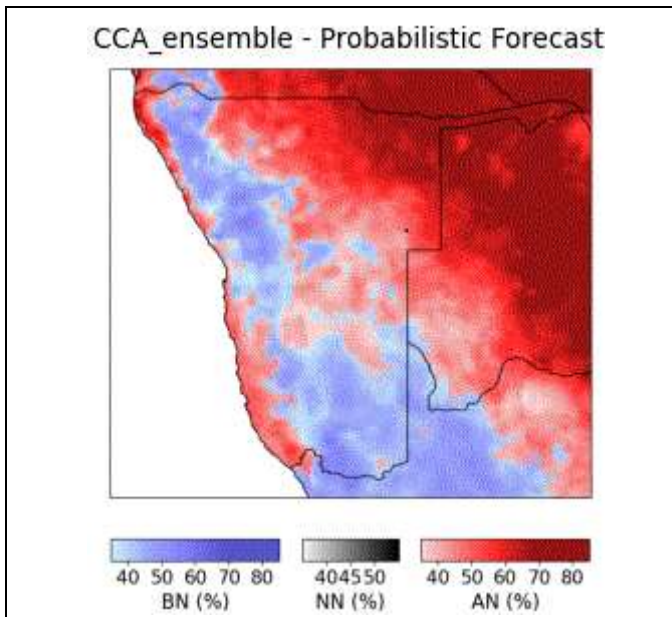 CCA_ensemble - Probabilistic Forecast
40 50 60 70 80 404550 40 50 60 70 80
BN (%) NN (%) AN (%)